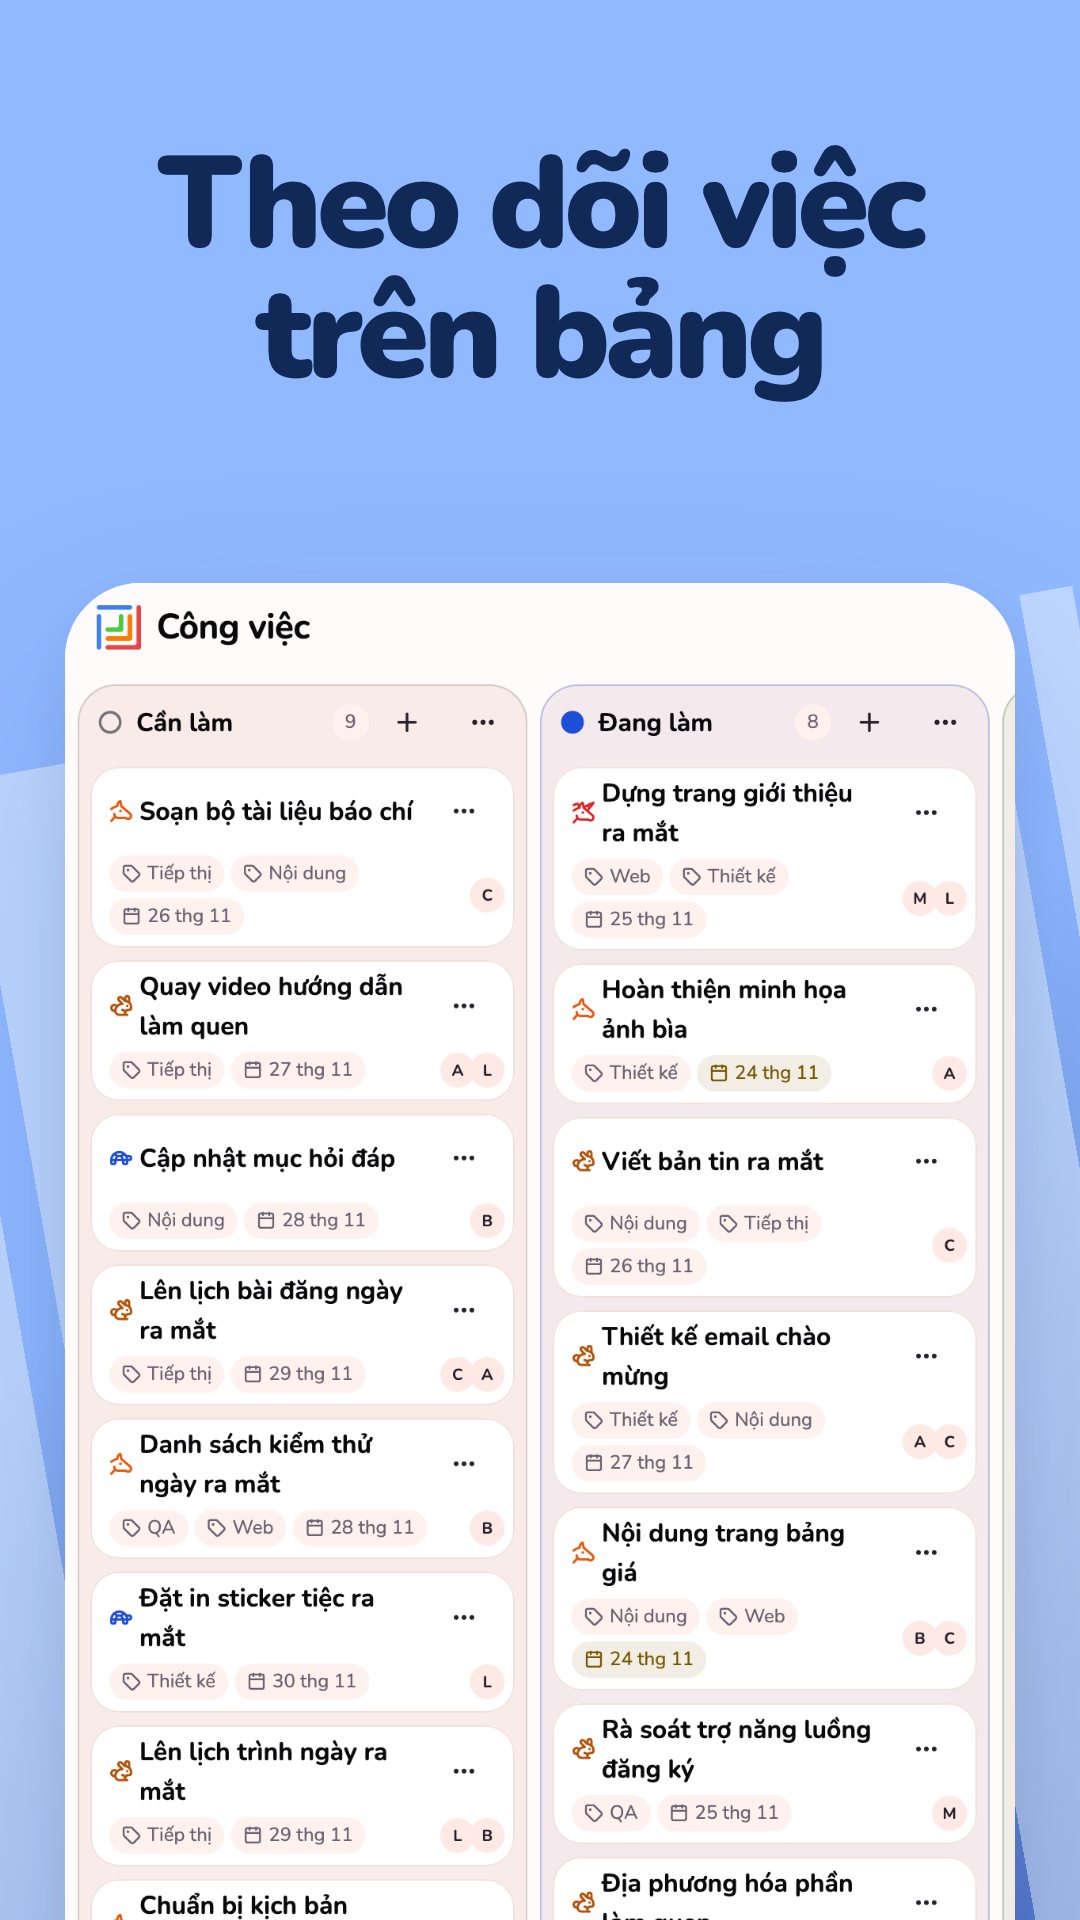 Theo dõi việc
trên bảng
Công việc
Cần làm
9
Soạn bộ tài liệu báo chí
Tiếp thị
Nội dung
26 thg 11
C
Quay video hướng dẫn
làm quen
Tiếp thị
27 thg 11
A
L
Cập nhật mục hỏi đáp
Nội dung
28 thg 11
B
Lên lịch bài đăng ngày
ra mắt
Tiếp thị
29 thg 11
C
A
Danh sách kiểm thử
ngày ra mắt
QA
Web
28 thg 11
B
Đặt in sticker tiệc ra
mắt
Thiết kế
30 thg 11
L
Lên lịch trình ngày ra
mắt
Tiếp thị
29 thg 11
L
B
Chuẩn bị kịch bản
Đang làm
8
Dựng trang giới thiệu
ra mắt
Web
Thiết kế
25 thg 11
M
L
Hoàn thiện minh họa
ảnh bìa
Thiết kế
24 thg 11
A
Viết bản tin ra mắt
Nội dung
Tiếp thị
26 thg 11
C
Thiết kế email chào
mừng
Thiết kế
Nội dung
27 thg 11
A
C
Nội dung trang bảng
giá
Nội dung
Web
24 thg 11
B
C
Rà soát trợ năng luồng
đăng ký
QA
25 thg 11
M
Địa phương hóa phần
làm quen